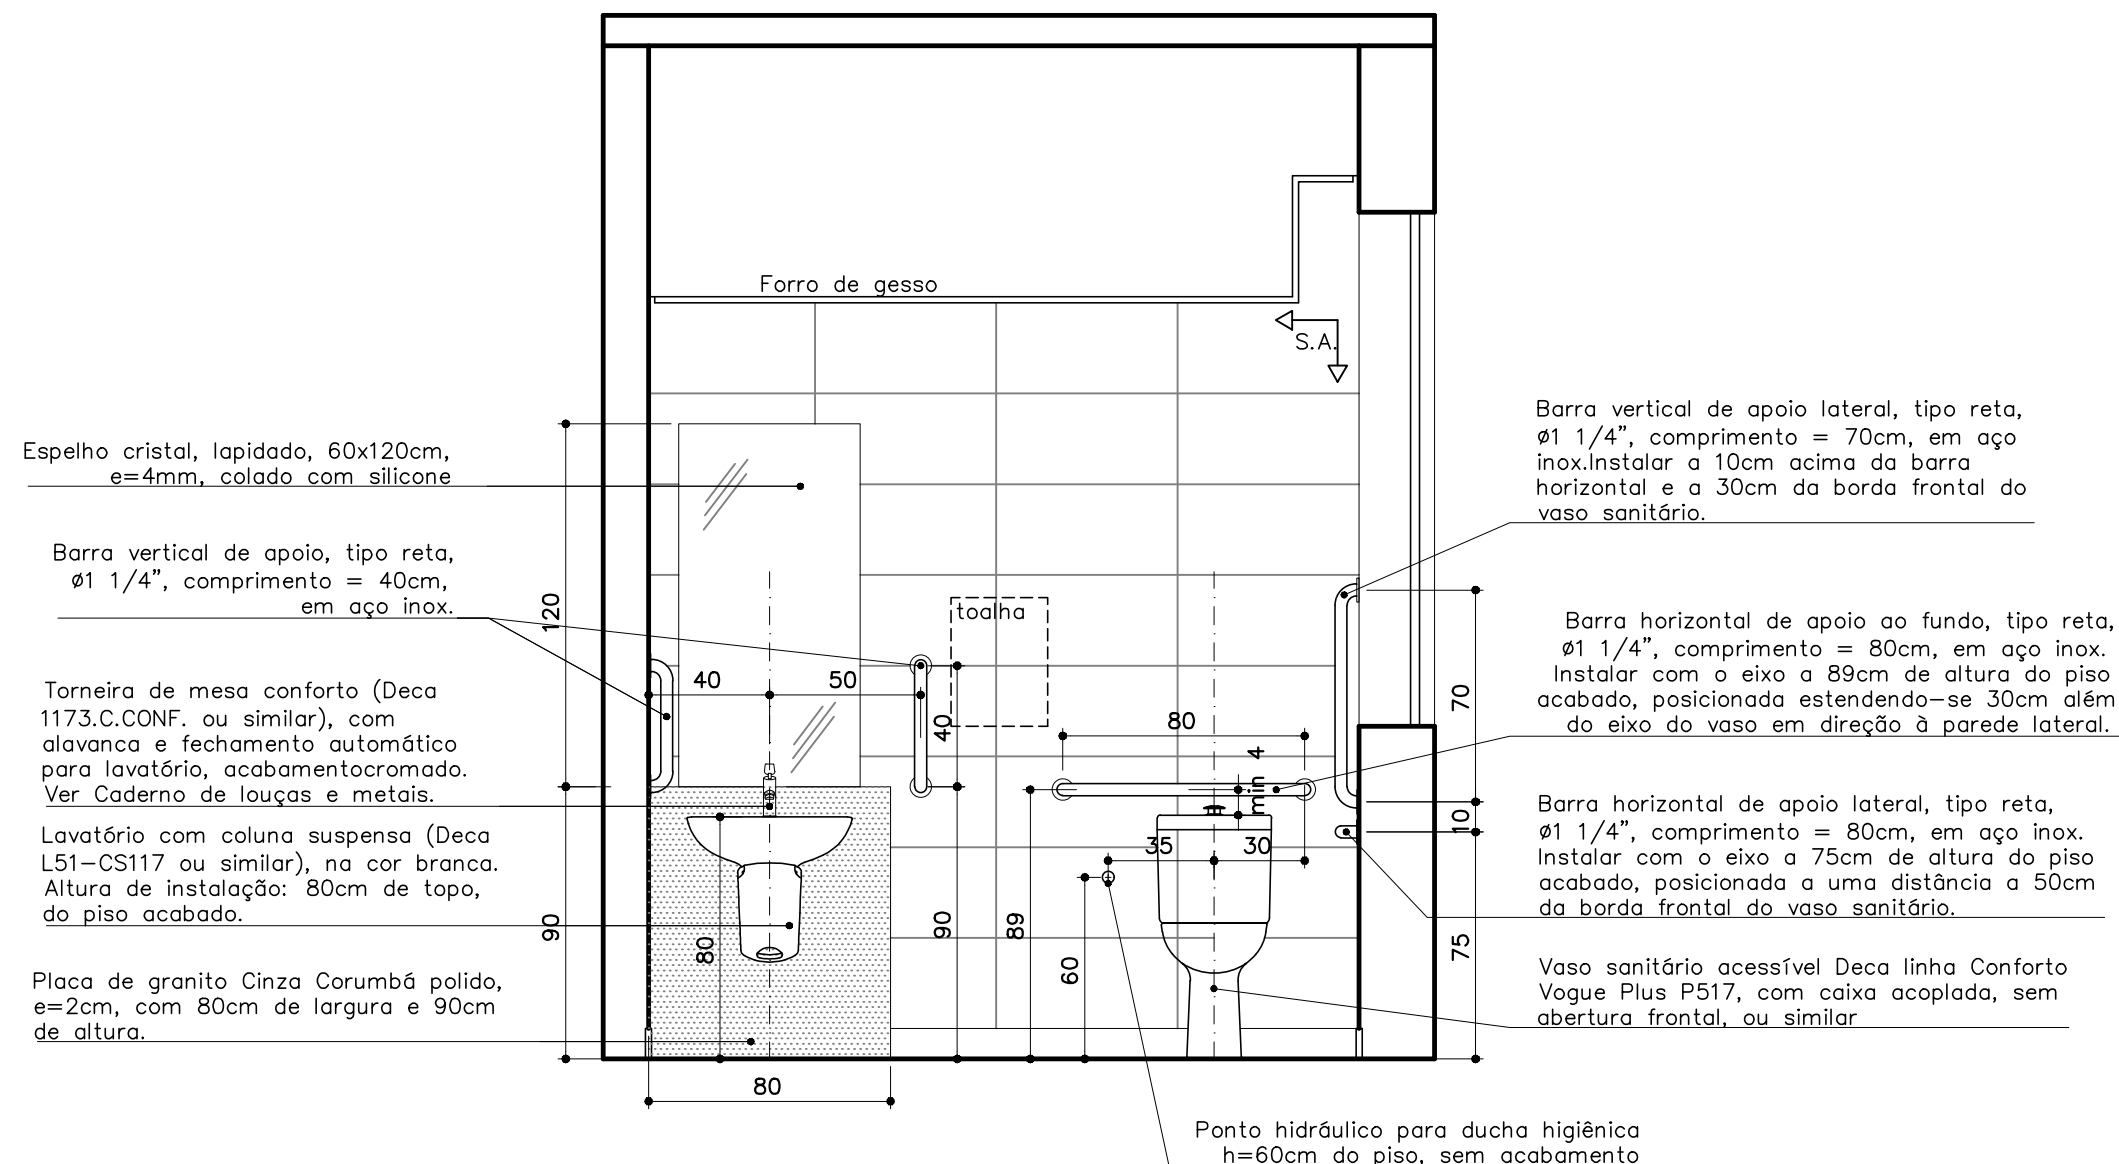 Forro de gesso
S.A.
Espelho cristal, lapidado, 60x120cm,
e=4mm, colado com silicone
Barra vertical de apoio, tipo reta,
ø1 1/4”, comprimento = 40cm,
em aço inox.
Torneira de mesa conforto (Deca
1173.C.CONF. ou similar), com
alavanca e fechamento automático
para lavatório, acabamentocromado.
Ver Caderno de louças e metais.
Lavatório com coluna suspensa (Deca
L51-CS117 ou similar), na cor branca.
Altura de instalação: 80cm de topo,
do piso acabado.
Placa de granito Cinza Corumbá polido,
e=2cm, com 80cm de largura e 90cm
de altura.
120
90
40
50
toalha
40
80
min 4
35
30
80
90
89
60
80
70
10
75
Barra vertical de apoio lateral, tipo reta,
ø1 1/4”, comprimento = 70cm, em aço
inox.Instalar a 10cm acima da barra
horizontal e a 30cm da borda frontal do
vaso sanitário.
Barra horizontal de apoio ao fundo, tipo reta,
ø1 1/4”, comprimento = 80cm, em aço inox.
Instalar com o eixo a 89cm de altura do piso
acabado, posicionada estendendo-se 30cm além
do eixo do vaso em direção à parede lateral.
Barra horizontal de apoio lateral, tipo reta,
ø1 1/4”, comprimento = 80cm, em aço inox.
Instalar com o eixo a 75cm de altura do piso
acabado, posicionada a uma distância a 50cm
da borda frontal do vaso sanitário.
Vaso sanitário acessível Deca linha Conforto
Vogue Plus P517, com caixa acoplada, sem
abertura frontal, ou similar
Ponto hidráulico para ducha higiênica
h=60cm do piso, sem acabamento